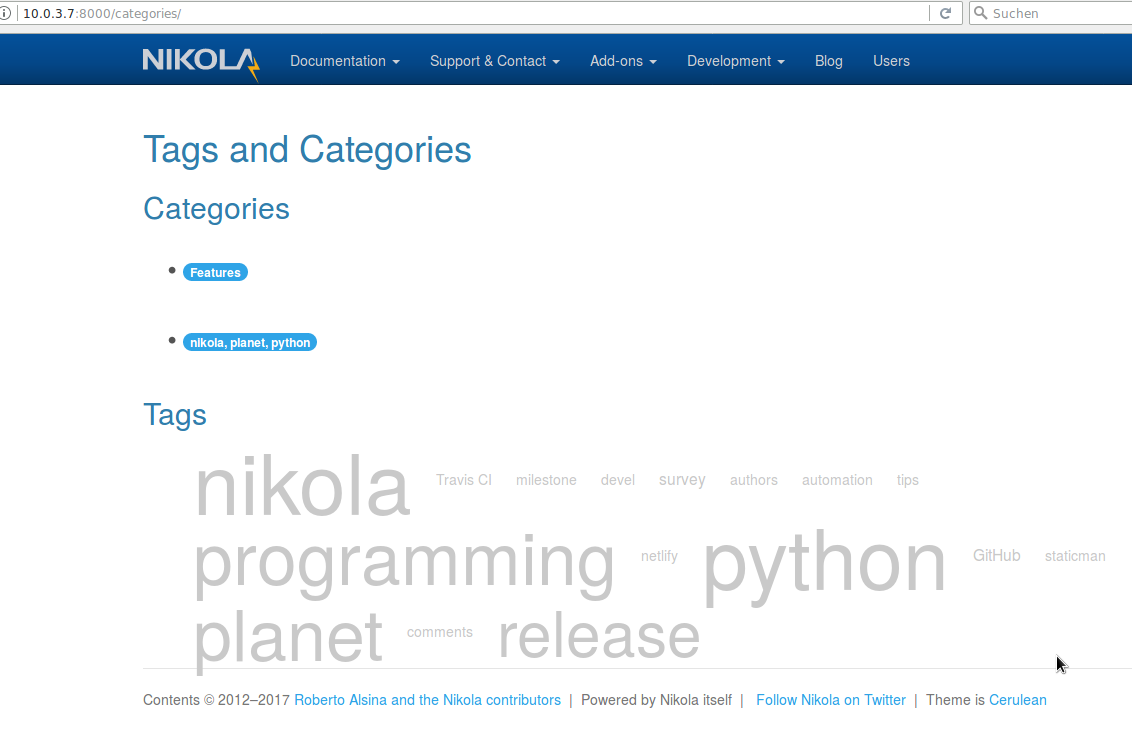 10.0.3.7:8000/categories/ Suchen
NIKOLA Documentation Support & Contact Add-ons Development Blog Users
Tags and Categories
Categories
Features
nikola, planet, python
Tags
nikola Travis CI milestone devel survey authors automation tips
programming netlify python GitHub staticman
planet comments release
Contents © 2012–2017 Roberto Alsina and the Nikola contributors | Powered by Nikola itself | Follow Nikola on Twitter | Theme is Cerulean